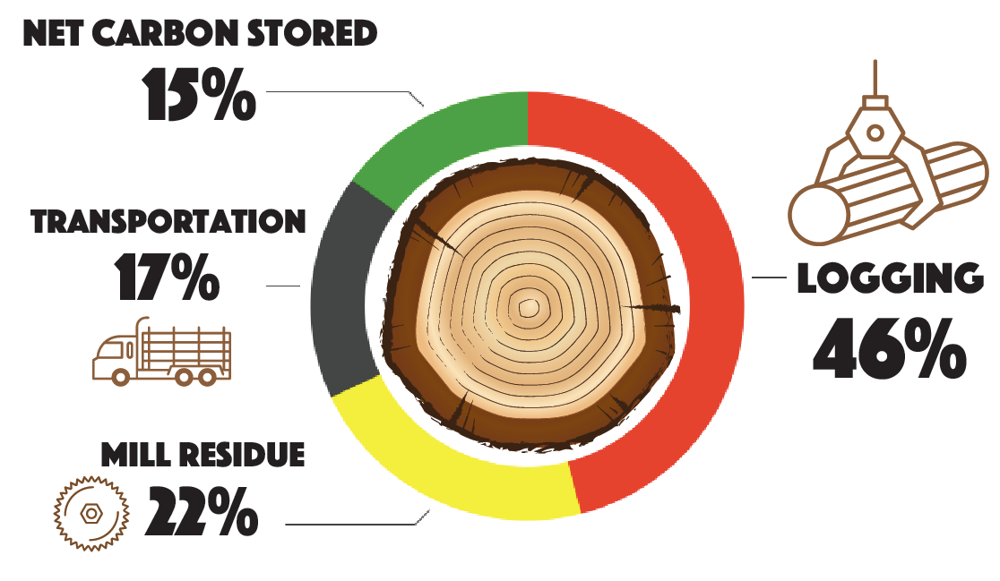 NET CARBON STORED
15%
TRANSPORTATION
17%
MILL RESIDUE
22%
LOGGING
46%